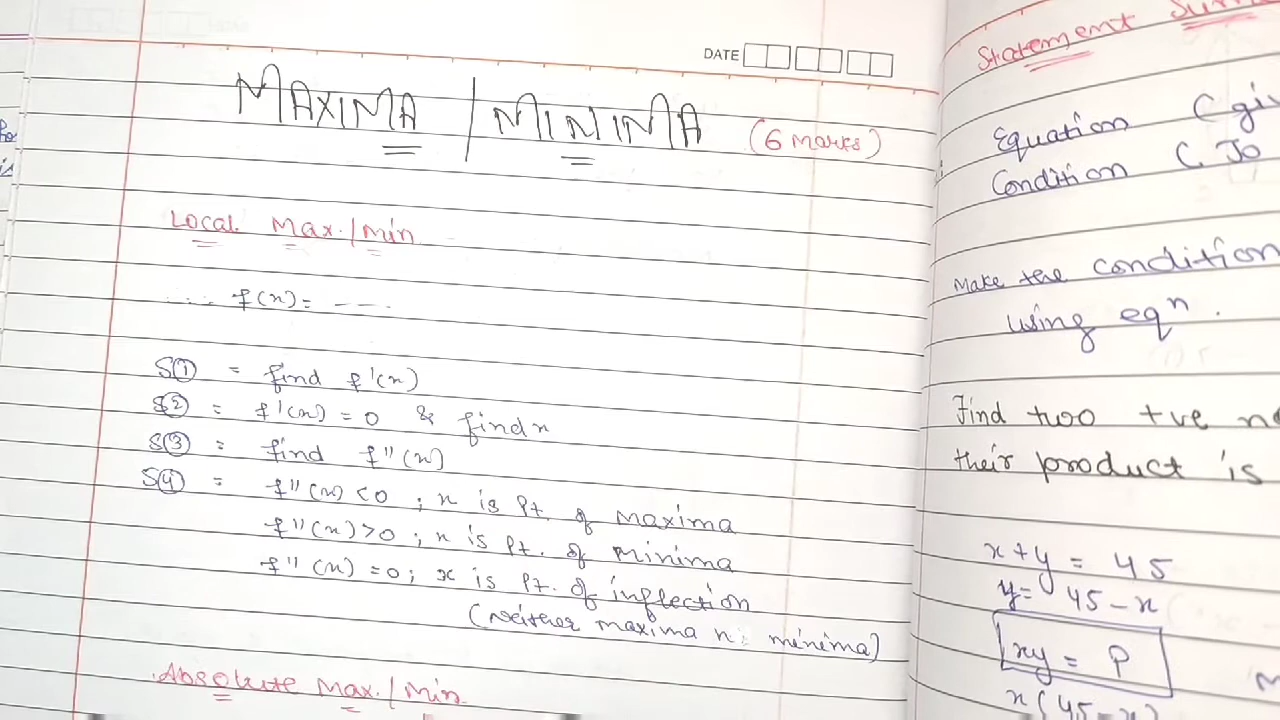 DATE
MAXIMA / MINIMA (6 marks)
Local Max./Min
f(x) = ---.
S① = find f'(x)
S② = f'(x) = 0 & find x
S③ = find f''(x)
S④ = f''(x) <0 ; x is Pt. of maxima
f''(x) >0 ; x is Pt. of minima
f''(x) =0; x is Pt. of inflection
(Neither maxima n: minima)
Absolute Max./Min.
Statement
Equation
Condition
Make the condition
using eqⁿ.
Find two +ve
their product is
x+y = 45
y= 45-x
xy = P
x(45-x)